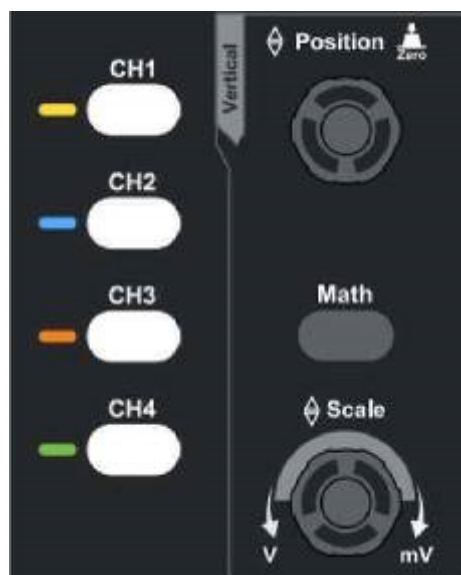 CH1
CH2
CH3
CH4
Vertical
Position
Zero
Math
Scale
V
mV